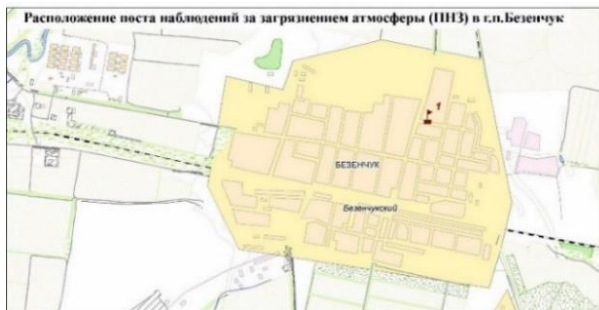 Расположение поста наблюдений за загрязнением атмосферы (ПНЗ) в г.п.Безенчук
1
БЕЗЕНЧУК
Безенчукский